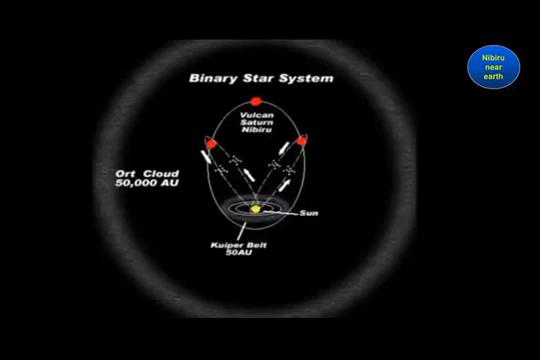 Nibiru
near
earth
Binary Star System
Vulcan
Saturn
Nibiru
Ort Cloud
50,000 AU
Sun
Kuiper Belt
50AU